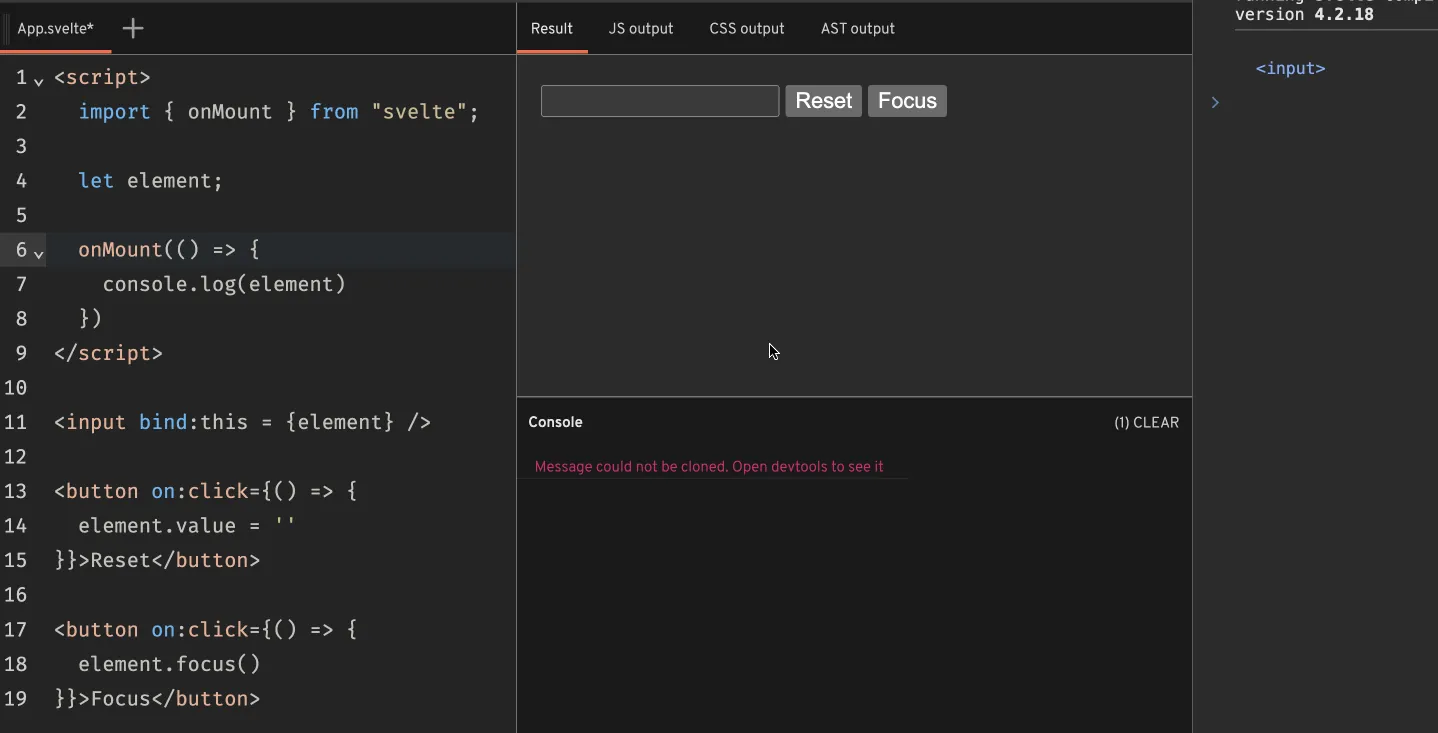 App.svelte*
1 <script>
2 import { onMount } from "svelte";
3
4 let element;
5
6 onMount(() => {
7 console.log(element)
8 })
9 </script>
10
11 <input bind:this = {element} />
12
13 <button on:click={() => {
14 element.value = ''
15 }}>Reset</button>
16
17 <button on:click={() => {
18 element.focus()
19 }}>Focus</button>
Result JS output CSS output AST output
Reset Focus
Console (1) CLEAR
Message could not be cloned. Open devtools to see it
version 4.2.18
<input>